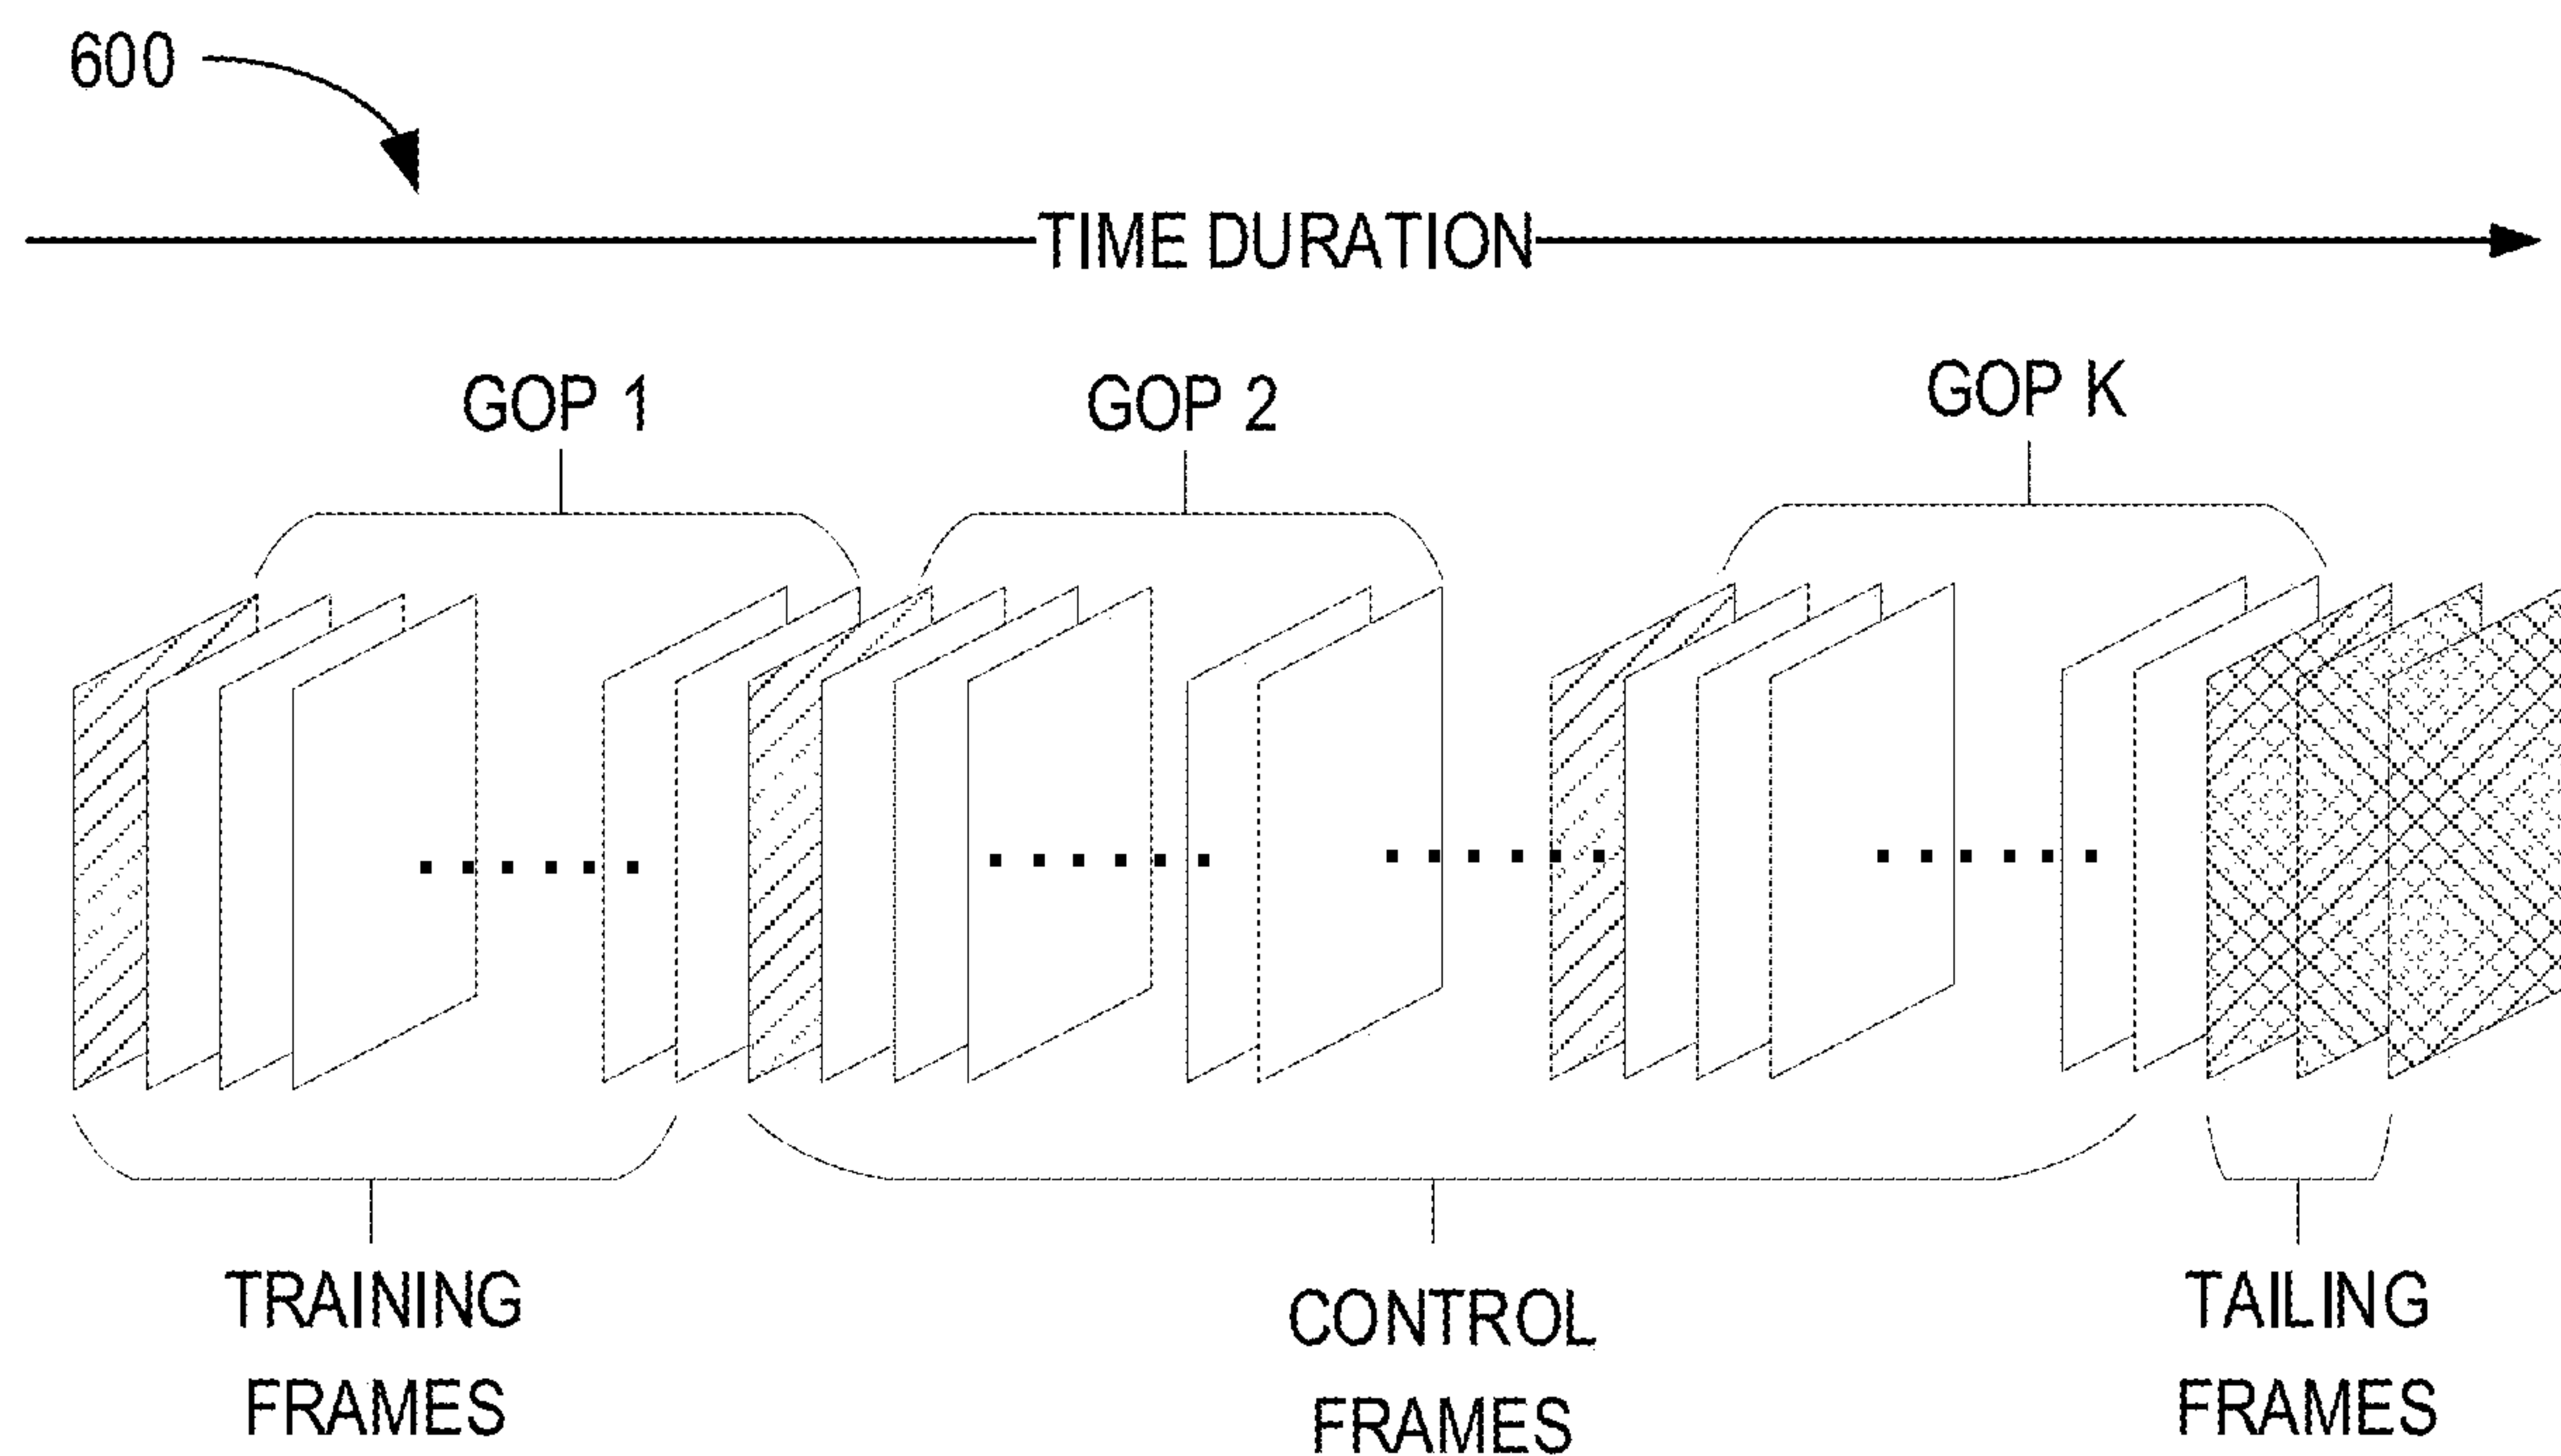 600
TIME DURATION
GOP 1
GOP 2
GOP K
TRAINING
FRAMES
CONTROL
FRAMES
TAILING
FRAMES